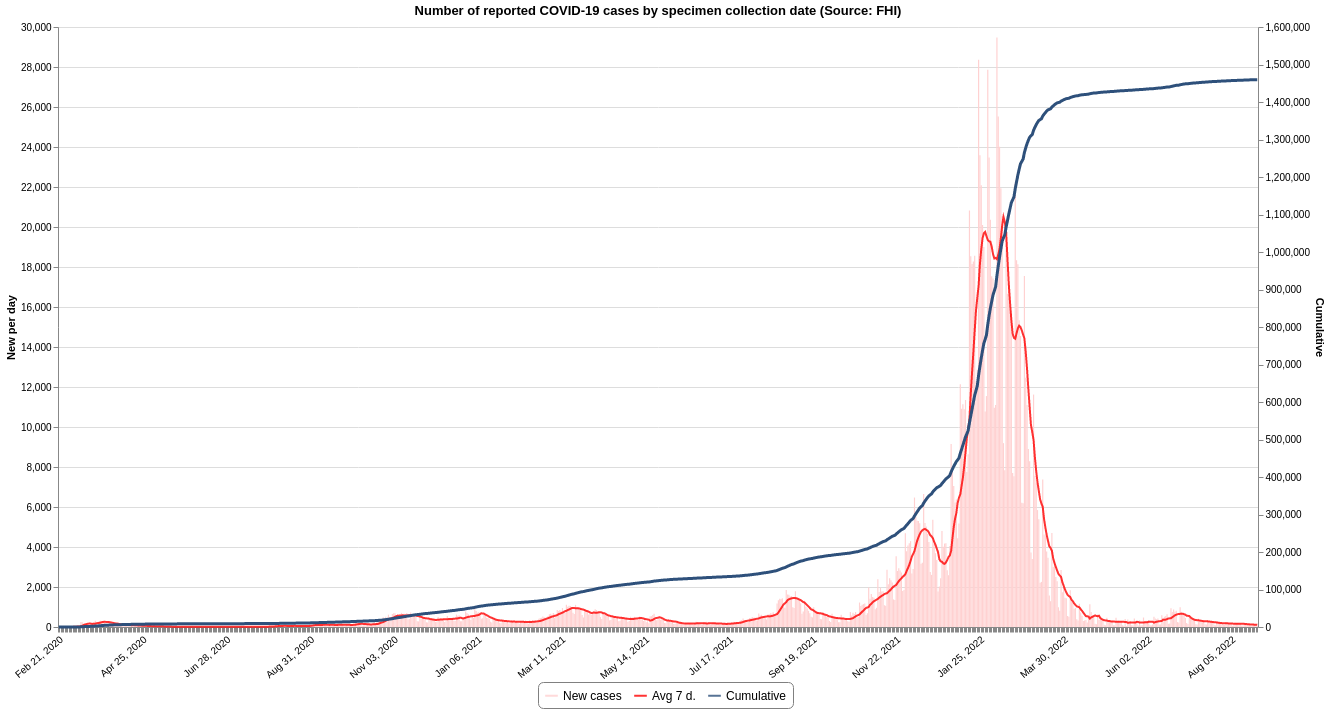 Number of reported COVID-19 cases by specimen collection date (Source: FHI)
30,000
28,000
26,000
24,000
22,000
20,000
18,000
16,000
14,000
12,000
10,000
8,000
6,000
4,000
2,000
0
New per day
1,600,000
1,500,000
1,400,000
1,300,000
1,200,000
1,100,000
1,000,000
900,000
800,000
700,000
600,000
500,000
400,000
300,000
200,000
100,000
0
Cumulative
Feb 21, 2020
Apr 25, 2020
Jun 28, 2020
Aug 31, 2020
Nov 03, 2020
Jan 06, 2021
Mar 11, 2021
May 14, 2021
Jul 17, 2021
Sep 19, 2021
Nov 22, 2021
Jan 25, 2022
Mar 30, 2022
Jun 02, 2022
Aug 05, 2022
New cases Avg 7 d. Cumulative